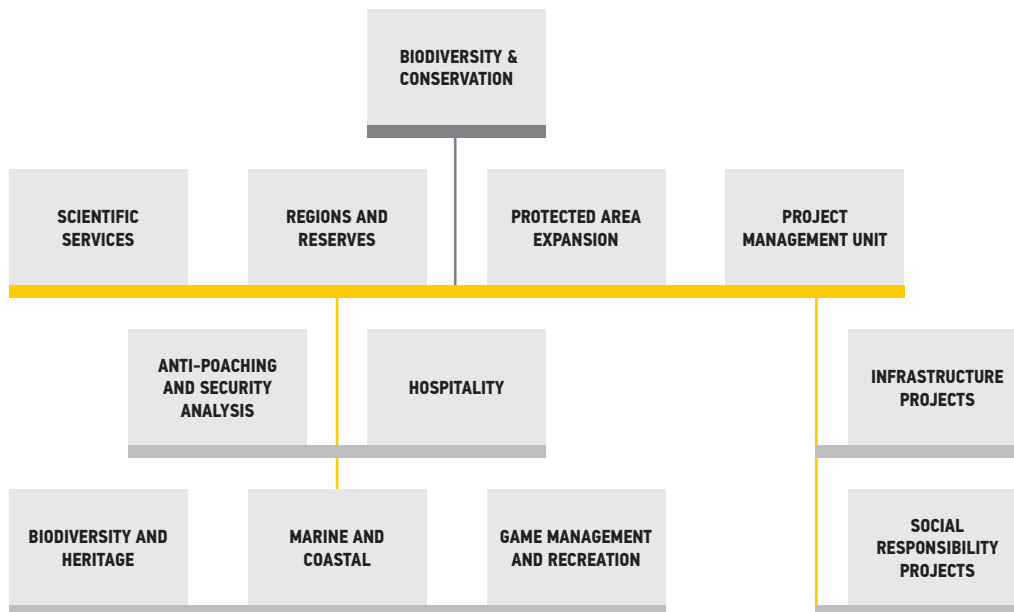 BIODIVERSITY &
CONSERVATION
SCIENTIFIC
SERVICES
REGIONS AND
RESERVES
PROTECTED AREA
EXPANSION
PROJECT
MANAGEMENT UNIT
ANTI-POACHING
AND SECURITY
ANALYSIS
HOSPITALITY
INFRASTRUCTURE
PROJECTS
BIODIVERSITY AND
HERITAGE
MARINE AND
COASTAL
GAME MANAGEMENT
AND RECREATION
SOCIAL
RESPONSIBILITY
PROJECTS